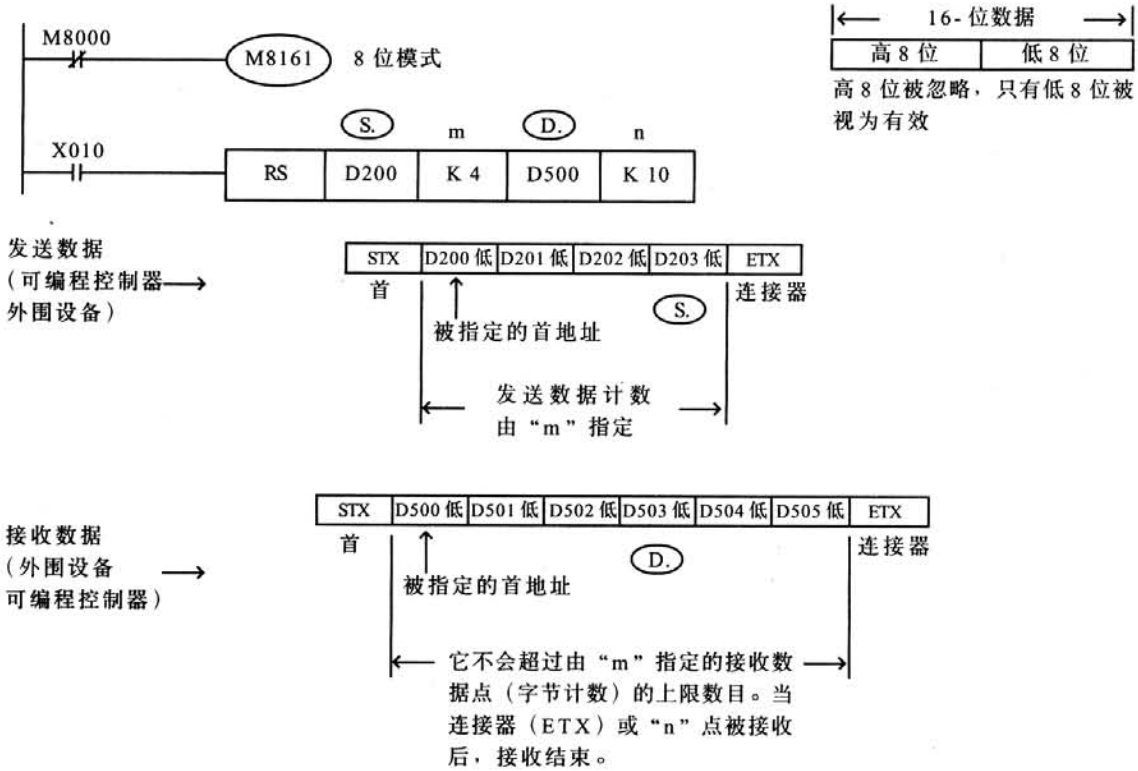 M8000
M8161 8 位模式
|← 16-位数据 →|
高 8 位 低 8 位
高 8 位被忽略，只有低 8 位被
视为有效
S. m D. n
X010
RS D200 K 4 D500 K 10
发送数据
(可编程控制器→
外围设备)
STX D200 低 D201 低 D202 低 D203 低 ETX
首 连接器
S.
被指定的首地址
发送数据计数
由“m”指定
接收数据
(外围设备 →
可编程控制器)
STX D500 低 D501 低 D502 低 D503 低 D504 低 D505 低 ETX
首 连接器
D.
被指定的首地址
它不会超过由“m”指定的接收数
据点（字节计数）的上限数目。当
连接器（ETX）或“n”点被接收
后，接收结束。